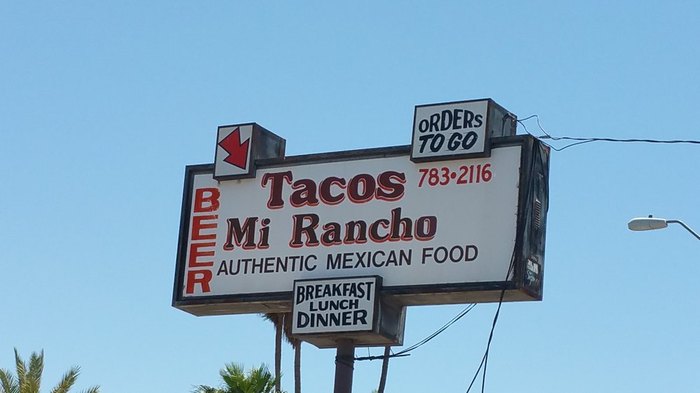 ORDERS
TO GO
TACOS
783•2116
Mi Rancho
AUTHENTIC MEXICAN FOOD
BEER
BREAKFAST
LUNCH
DINNER